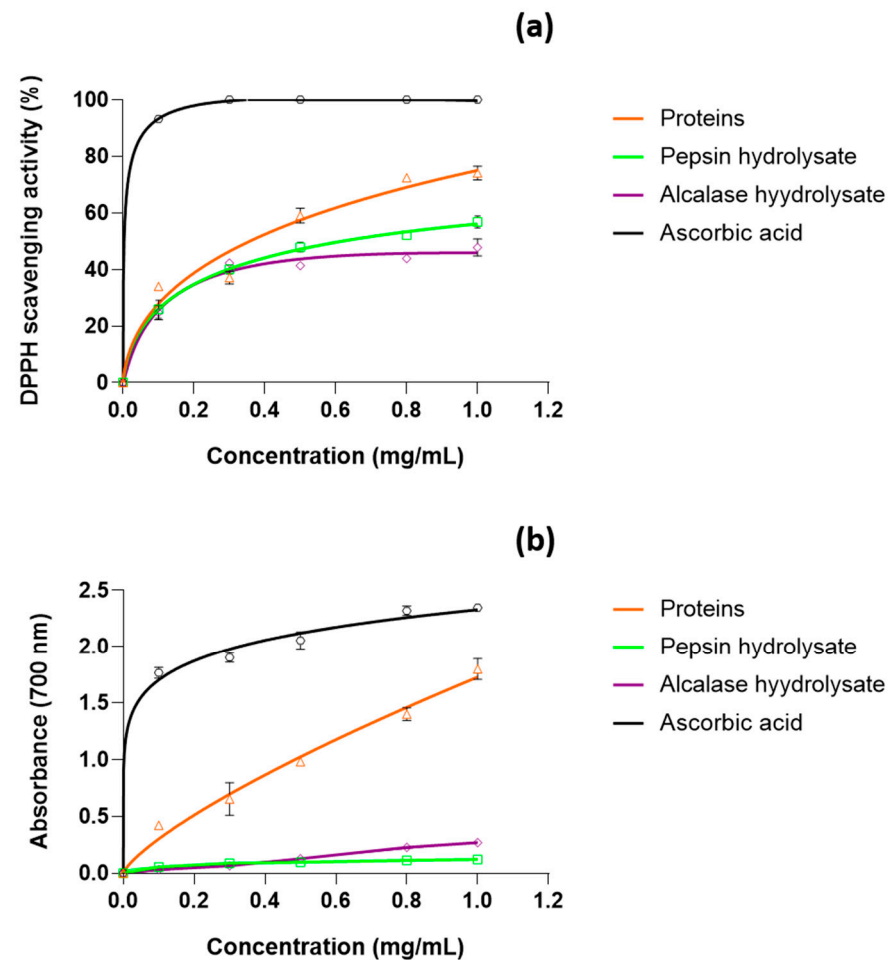 (a)
DPPH scavenging activity (%)
100
80
60
40
20
0
0.0 0.2 0.4 0.6 0.8 1.0 1.2
Concentration (mg/mL)
Proteins
Pepsin hydrolysate
Alcalase hyydrolysate
Ascorbic acid
(b)
Absorbance (700 nm)
2.5
2.0
1.5
1.0
0.5
0.0
0.0 0.2 0.4 0.6 0.8 1.0 1.2
Concentration (mg/mL)
Proteins
Pepsin hydrolysate
Alcalase hyydrolysate
Ascorbic acid